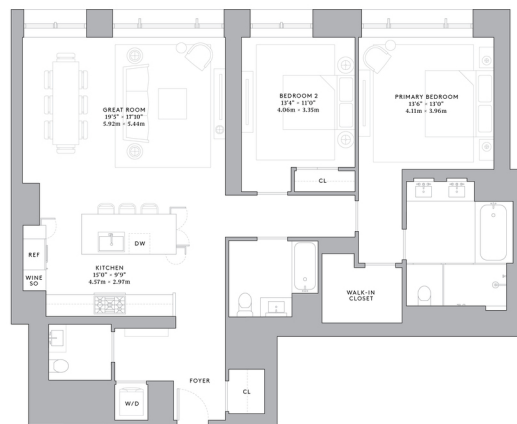 GREAT ROOM
19'5" • 17'10"
5.92m • 5.44m
BEDROOM 2
13'4" • 11'0"
4.06m • 3.35m
PRIMARY BEDROOM
13'6" • 13'0"
4.11m • 3.96m
CL
DW
REF
WINE
SO
KITCHEN
15'0" • 9'9"
4.57m • 2.97m
WALK-IN
CLOSET
FOYER
CL
W/D